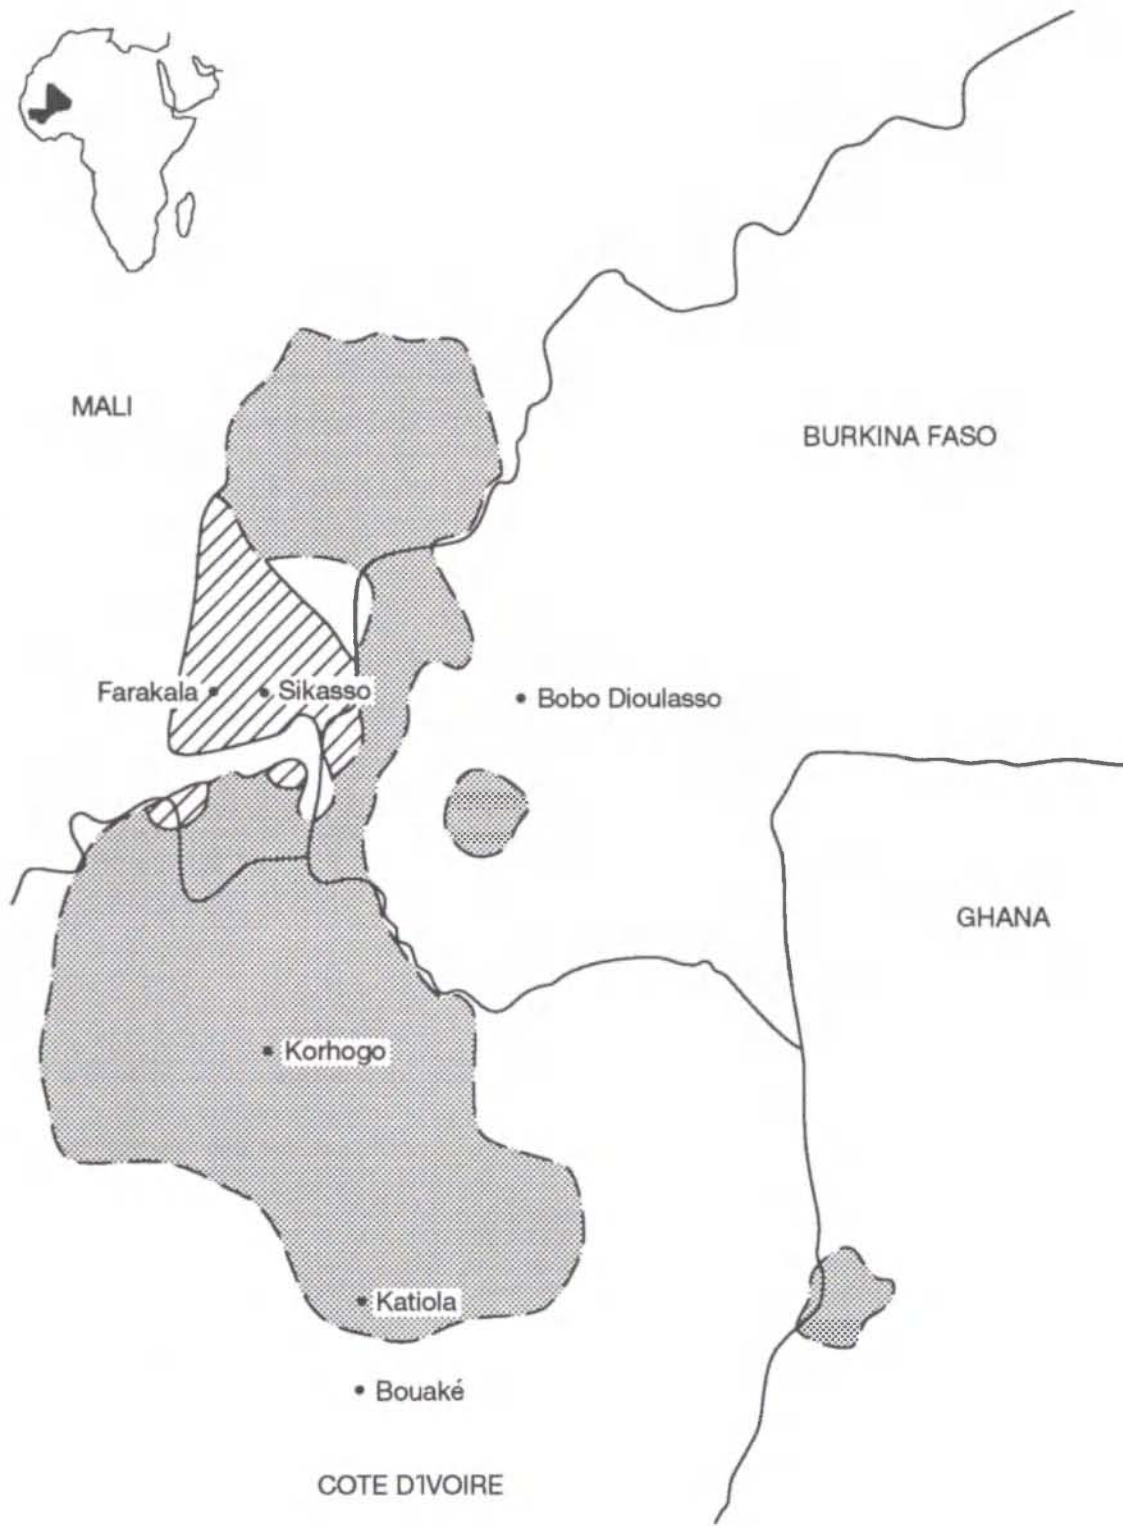 MALI
BURKINA FASO
Farakala
Sikasso
Bobo Dioulasso
GHANA
Korhogo
Katiola
Bouaké
COTE D'IVOIRE